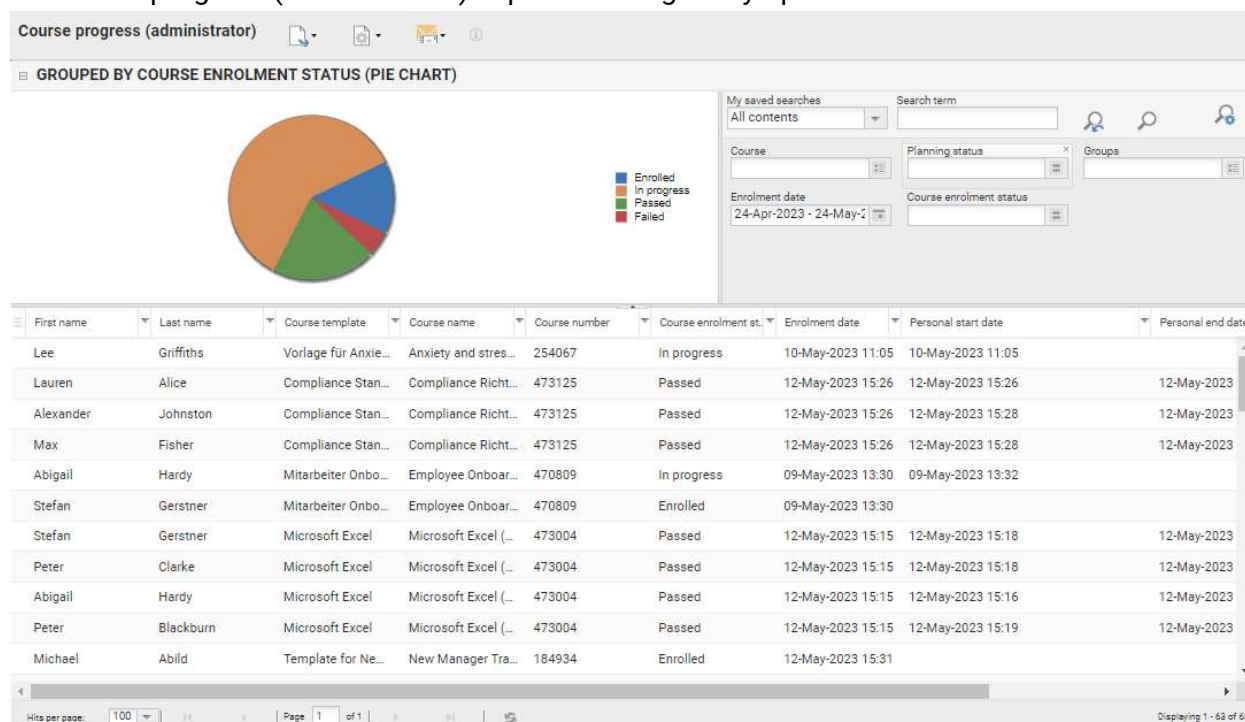 Course progress (administrator)
GROUPED BY COURSE ENROLMENT STATUS (PIE CHART)
My saved searches Search term
All contents
Course Planning status × Groups
Enrolled
In progress
Passed
Failed
Enrolment date Course enrolment status
24-Apr-2023 - 24-May-2
First name Last name Course template Course name Course number Course enrolment st.. Enrolment date Personal start date Personal end date
Lee Griffiths Vorlage für Anxie... Anxiety and stres... 254067 In progress 10-May-2023 11:05 10-May-2023 11:05
Lauren Alice Compliance Stan... Compliance Richt... 473125 Passed 12-May-2023 15:26 12-May-2023 15:26 12-May-2023
Alexander Johnston Compliance Stan... Compliance Richt... 473125 Passed 12-May-2023 15:26 12-May-2023 15:28 12-May-2023
Max Fisher Compliance Stan... Compliance Richt... 473125 Passed 12-May-2023 15:26 12-May-2023 15:28 12-May-2023
Abigail Hardy Mitarbeiter Onbo... Employee Onboar... 470809 In progress 09-May-2023 13:30 09-May-2023 13:32
Stefan Gerstner Mitarbeiter Onbo... Employee Onboar... 470809 Enrolled 09-May-2023 13:30
Stefan Gerstner Microsoft Excel Microsoft Excel (... 473004 Passed 12-May-2023 15:15 12-May-2023 15:18 12-May-2023
Peter Clarke Microsoft Excel Microsoft Excel (... 473004 Passed 12-May-2023 15:15 12-May-2023 15:18 12-May-2023
Abigail Hardy Microsoft Excel Microsoft Excel (... 473004 Passed 12-May-2023 15:15 12-May-2023 15:16 12-May-2023
Peter Blackburn Microsoft Excel Microsoft Excel (... 473004 Passed 12-May-2023 15:15 12-May-2023 15:19 12-May-2023
Michael Abild Template for Ne... New Manager Tra... 184934 Enrolled 12-May-2023 15:31
Hits per page: 100 Page 1 of 1 Displaying 1 - 63 of 6